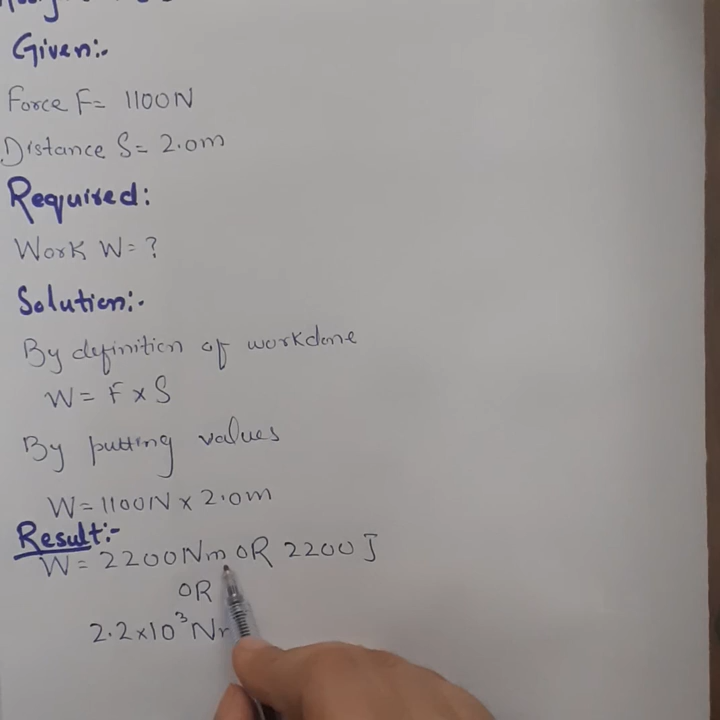 Given:-
Force F= 1100N
Distance S= 2.0m
Required:
Work W=?
Solution:-
By definition of workdone
W= F x S
By putting values
W=1100N x 2.0m
Result:-
W= 2200Nm OR 2200J
OR
2.2x10³ N